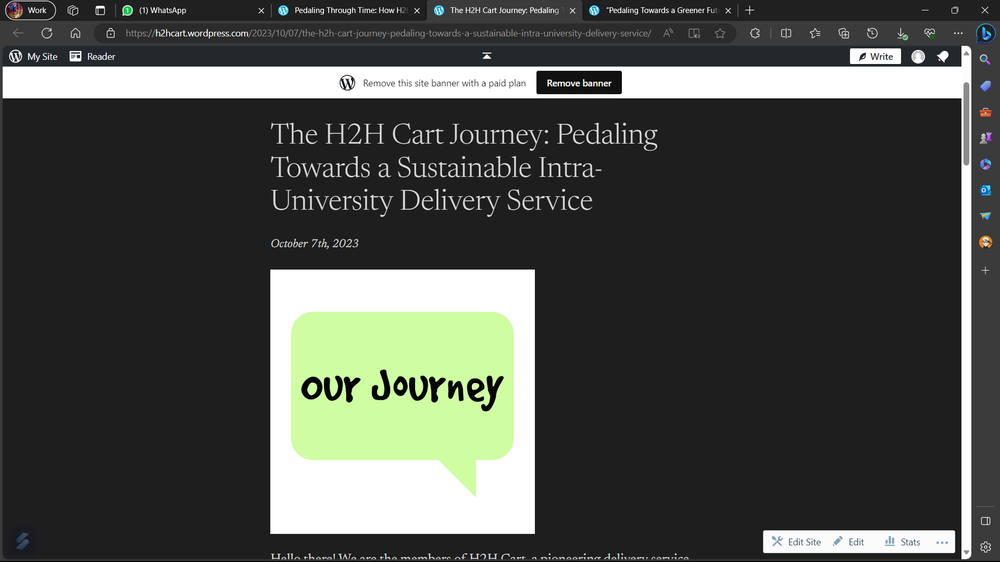 Work
(1) WhatsApp
Pedaling Through Time: How H2
The H2H Cart Journey: Pedaling
"Pedaling Towards a Greener Fut
https://h2hcart.wordpress.com/2023/10/07/the-h2h-cart-journey-pedaling-towards-a-sustainable-intra-university-delivery-service/
My Site
Reader
Write
Remove this site banner with a paid plan
Remove banner
The H2H Cart Journey: Pedaling
Towards a Sustainable Intra-
University Delivery Service
October 7th, 2023
our Journey
Edit Site
Edit
Stats
Hello there! We are the members of H2H Cart, a pioneering delivery service